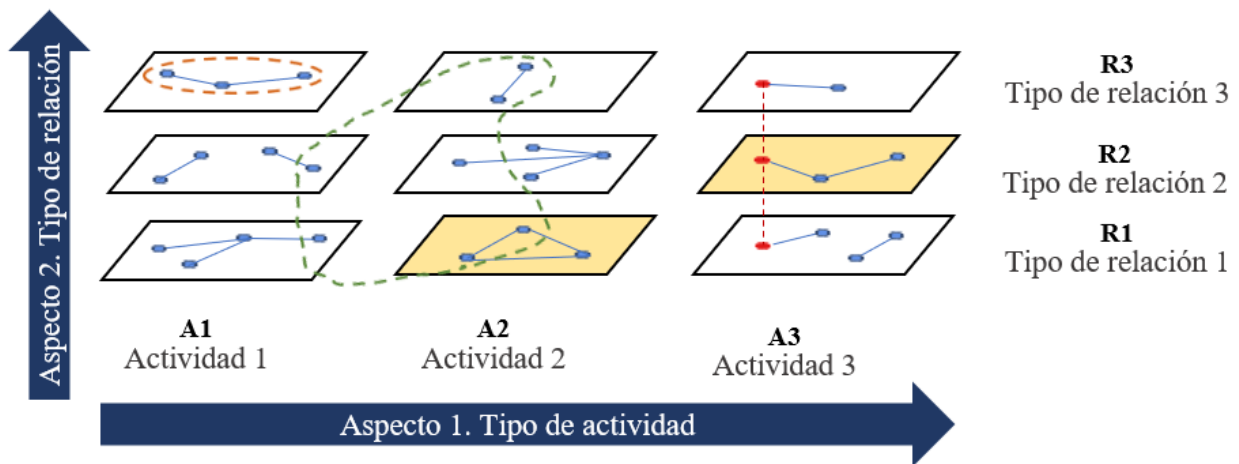 Aspecto 2. Tipo de relación
R3
Tipo de relación 3
R2
Tipo de relación 2
R1
Tipo de relación 1
A1
Actividad 1
A2
Actividad 2
A3
Actividad 3
Aspecto 1. Tipo de actividad